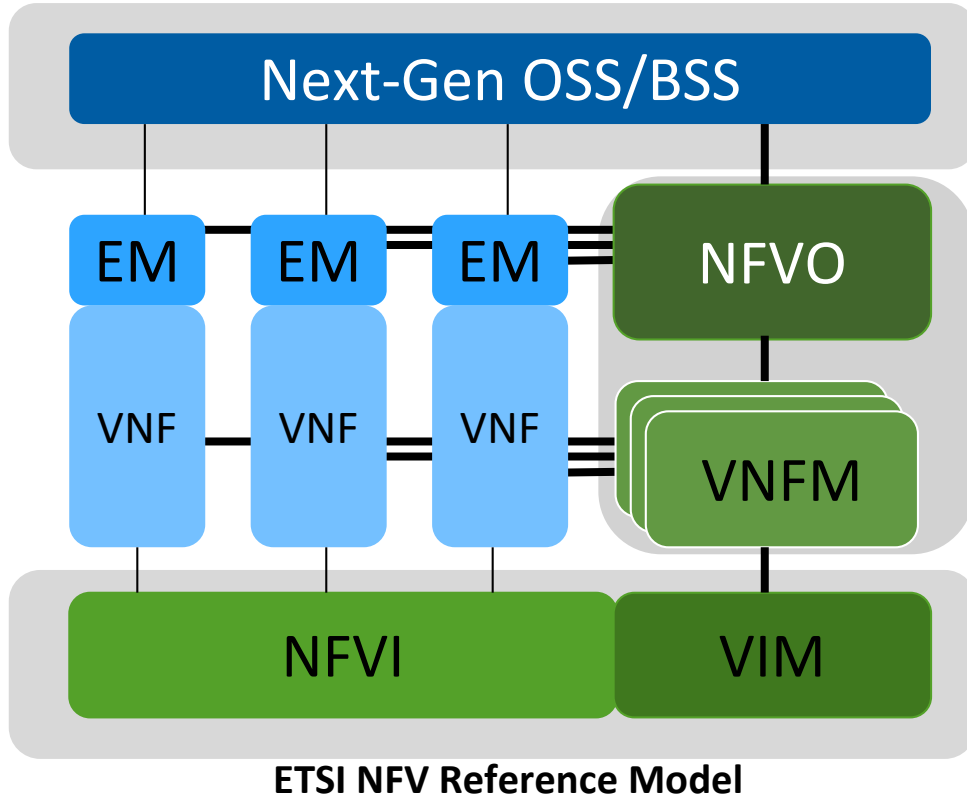 Next-Gen OSS/BSS
EM EM EM NFVO
VNF VNF VNF VNFM
NFVI VIM
ETSI NFV Reference Model